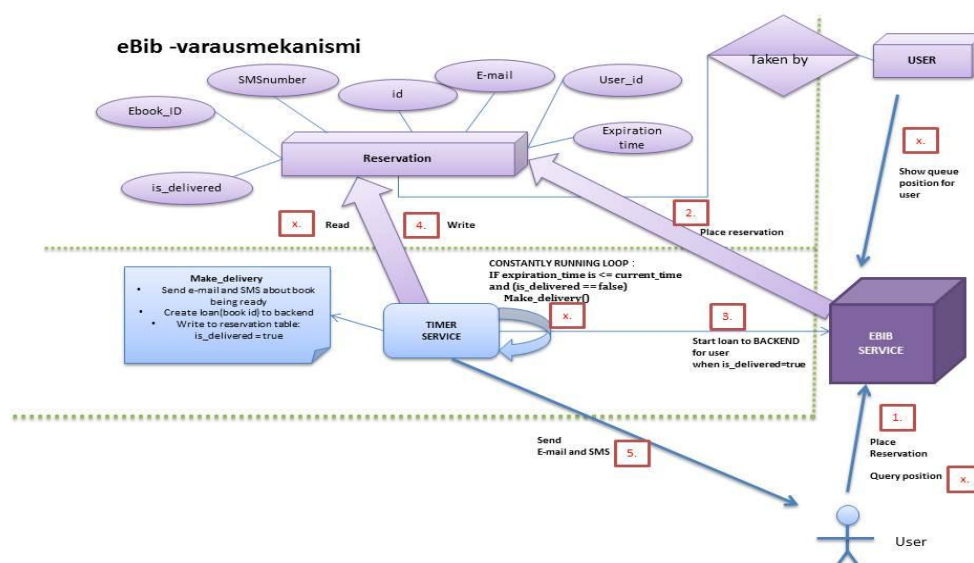 eBib -varausmekanismi
Taken by
USER
SMSnumber
E-mail
User_id
id
Ebook_ID
Expiration
time
Reservation
is_delivered
x.
Show queue
position for
user
x.
Read
4.
Write
2.
Place reservation
CONSTANTLY RUNNING LOOP :
IF expiration_time is <= current_time
and (is_delivered == false)
Make_delivery()
Make_delivery
• Send e-mail and SMS about book
being ready
• Create loan(book id) to backend
• Write to reservation table:
is_delivered = true
TIMER
SERVICE
x.
3.
Start loan to BACKEND
for user
when is_delivered=true
EBIB
SERVICE
1.
Place
Reservation
Query position
x.
Send
E-mail and SMS
5.
User